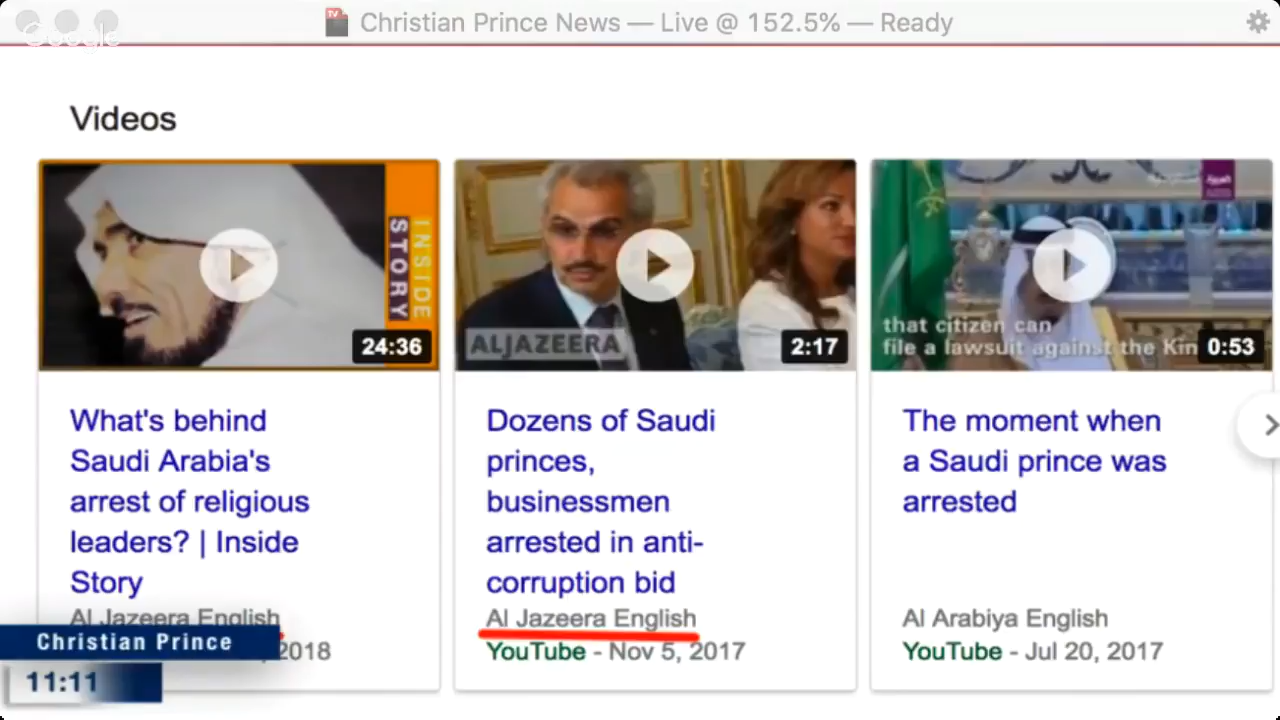 Christian Prince News — Live @ 152.5% — Ready
Google
Videos
INSIDE
STORY
24:36
ALJAZEERA
2:17
that citizen can
file a lawsuit against the Kin
0:53
What's behind
Saudi Arabia's
arrest of religious
leaders? | Inside
Story
Al Jazeera English
2018
Dozens of Saudi
princes,
businessmen
arrested in anti-
corruption bid
Al Jazeera English
YouTube - Nov 5, 2017
The moment when
a Saudi prince was
arrested
Al Arabiya English
YouTube - Jul 20, 2017
Christian Prince
11:11